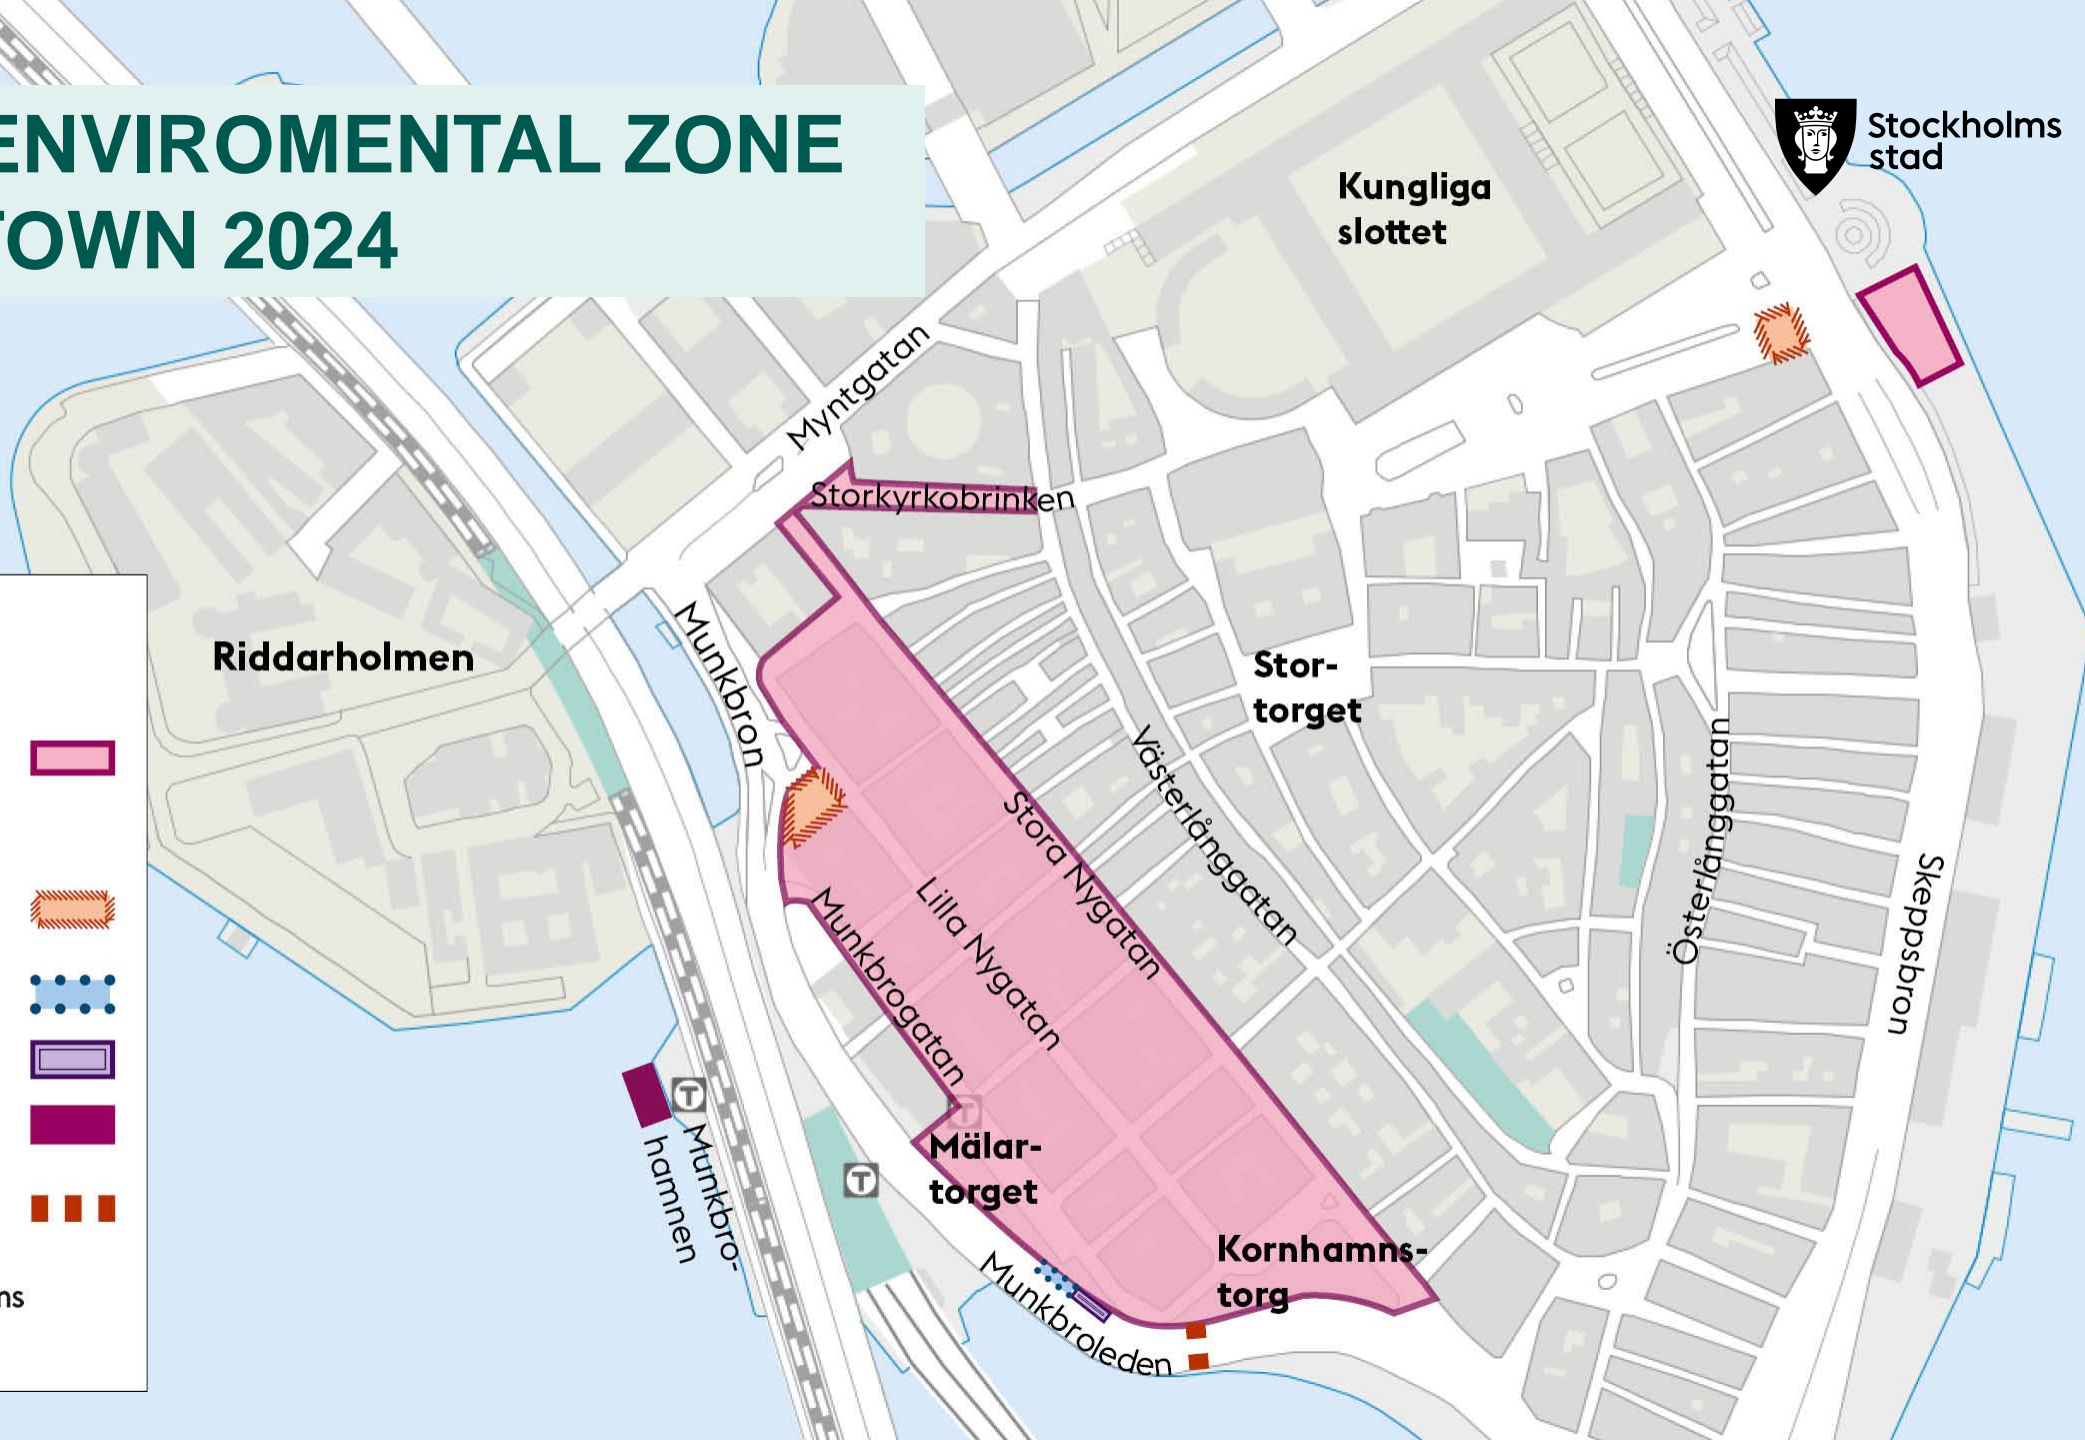 ENVIROMENTAL ZONE
TOWN 2024
Stockholms
stad
Kungliga
slottet
Myntgatan
Storkyrkobrinken
Riddarholmen
Munkbron
Stor-
torget
Västerlånggatan
Stora Nygatan
Lilla Nygatan
Munkbrogatan
Österlånggatan
Skeppsbron
T
Munkbro-
hamnen
T
T
Mälar-
torget
Kornhamns-
torg
Munkbroleden
ns